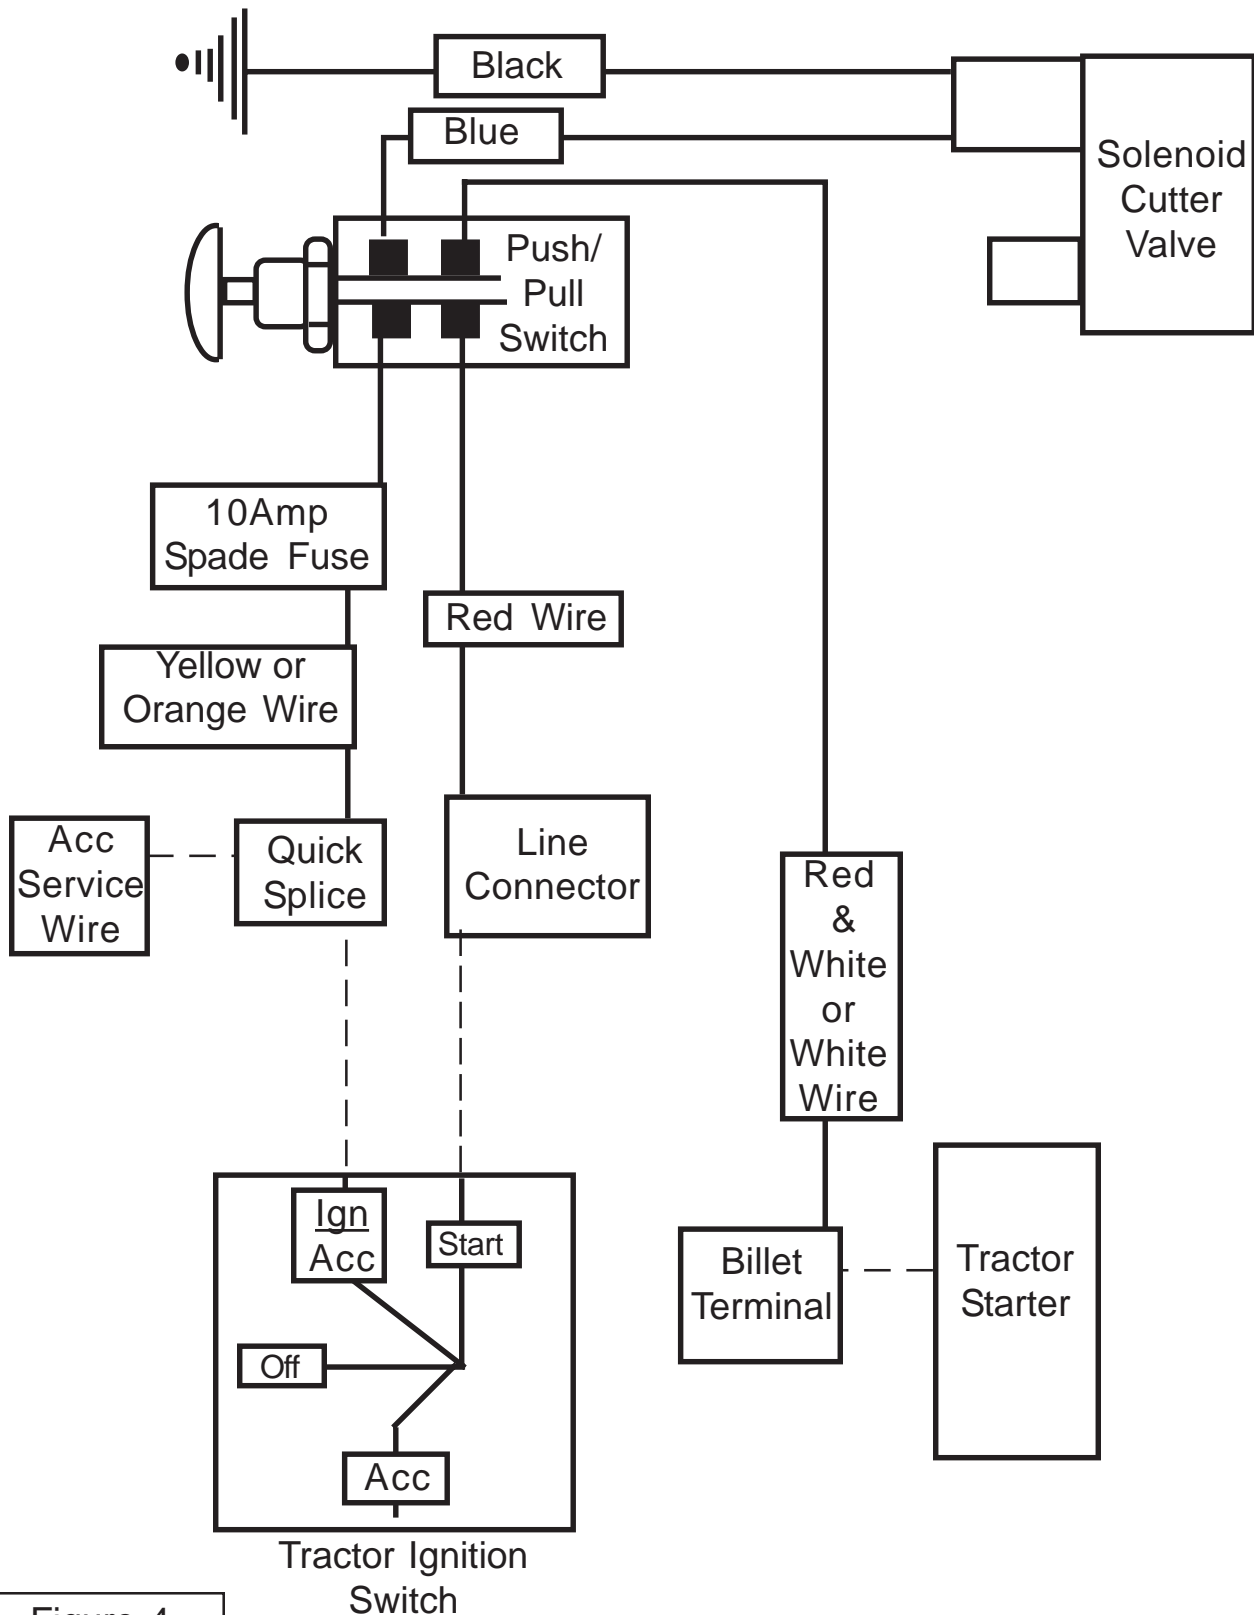 Black
Blue
Solenoid
Cutter
Valve
Push/
Pull
Switch
10Amp
Spade Fuse
Red Wire
Yellow or
Orange Wire
Acc
Service
Wire
Quick
Splice
Line
Connector
Red
&
White
or
White
Wire
Ign
Acc
Start
Off
Acc
Billet
Terminal
Tractor
Starter
Tractor Ignition
Switch
Figure 4